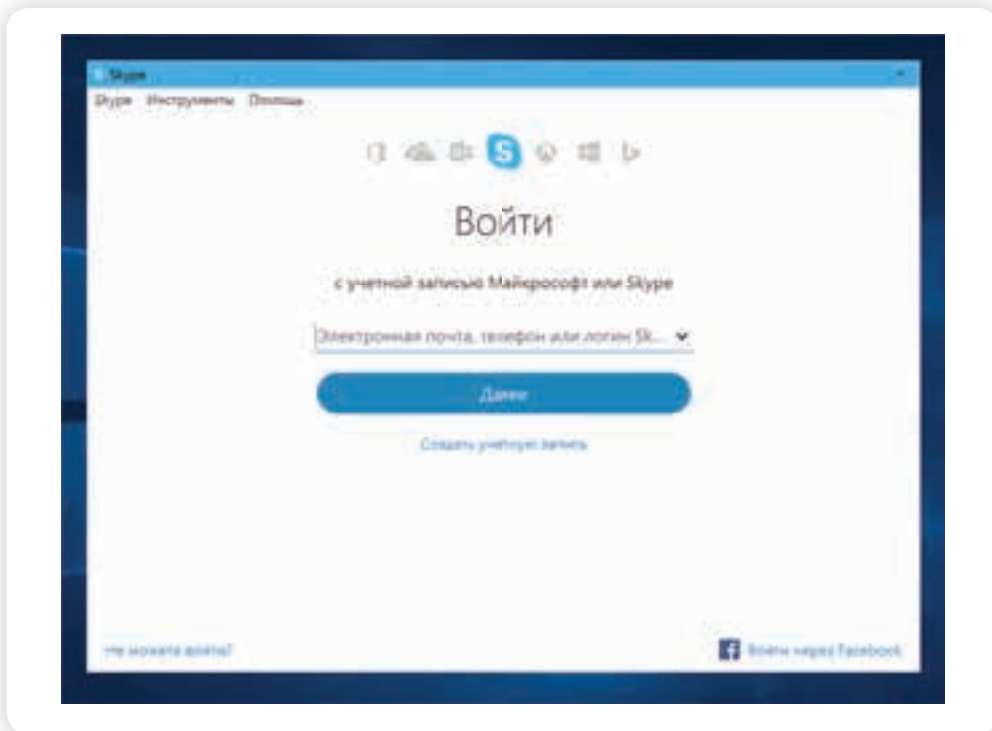 Skype
Skype Инструменты Помощь
Войти
с учетной записью Майкрософт или Skype
Электронная почта, телефон или логин Sk...
Далее
Создать учетную запись
Не можете войти?
Войти через Facebook